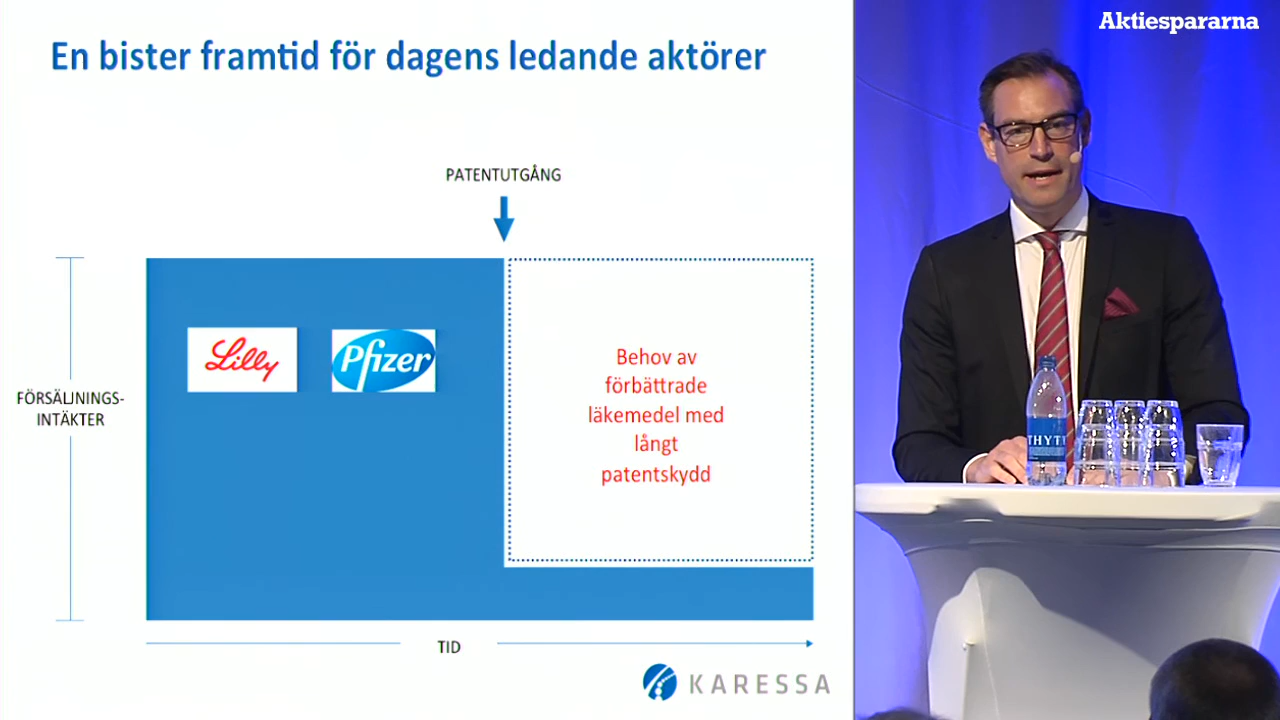 En bister framtid för dagens ledande aktörer
Aktiespararna
PATENTUTGÅNG
Lilly
Pfizer
Behov av
förbättrade
läkemedel med
långt
patentskydd
FÖRSÄLJNINGS-
INTÄKTER
TID
KARESSA
THYTI